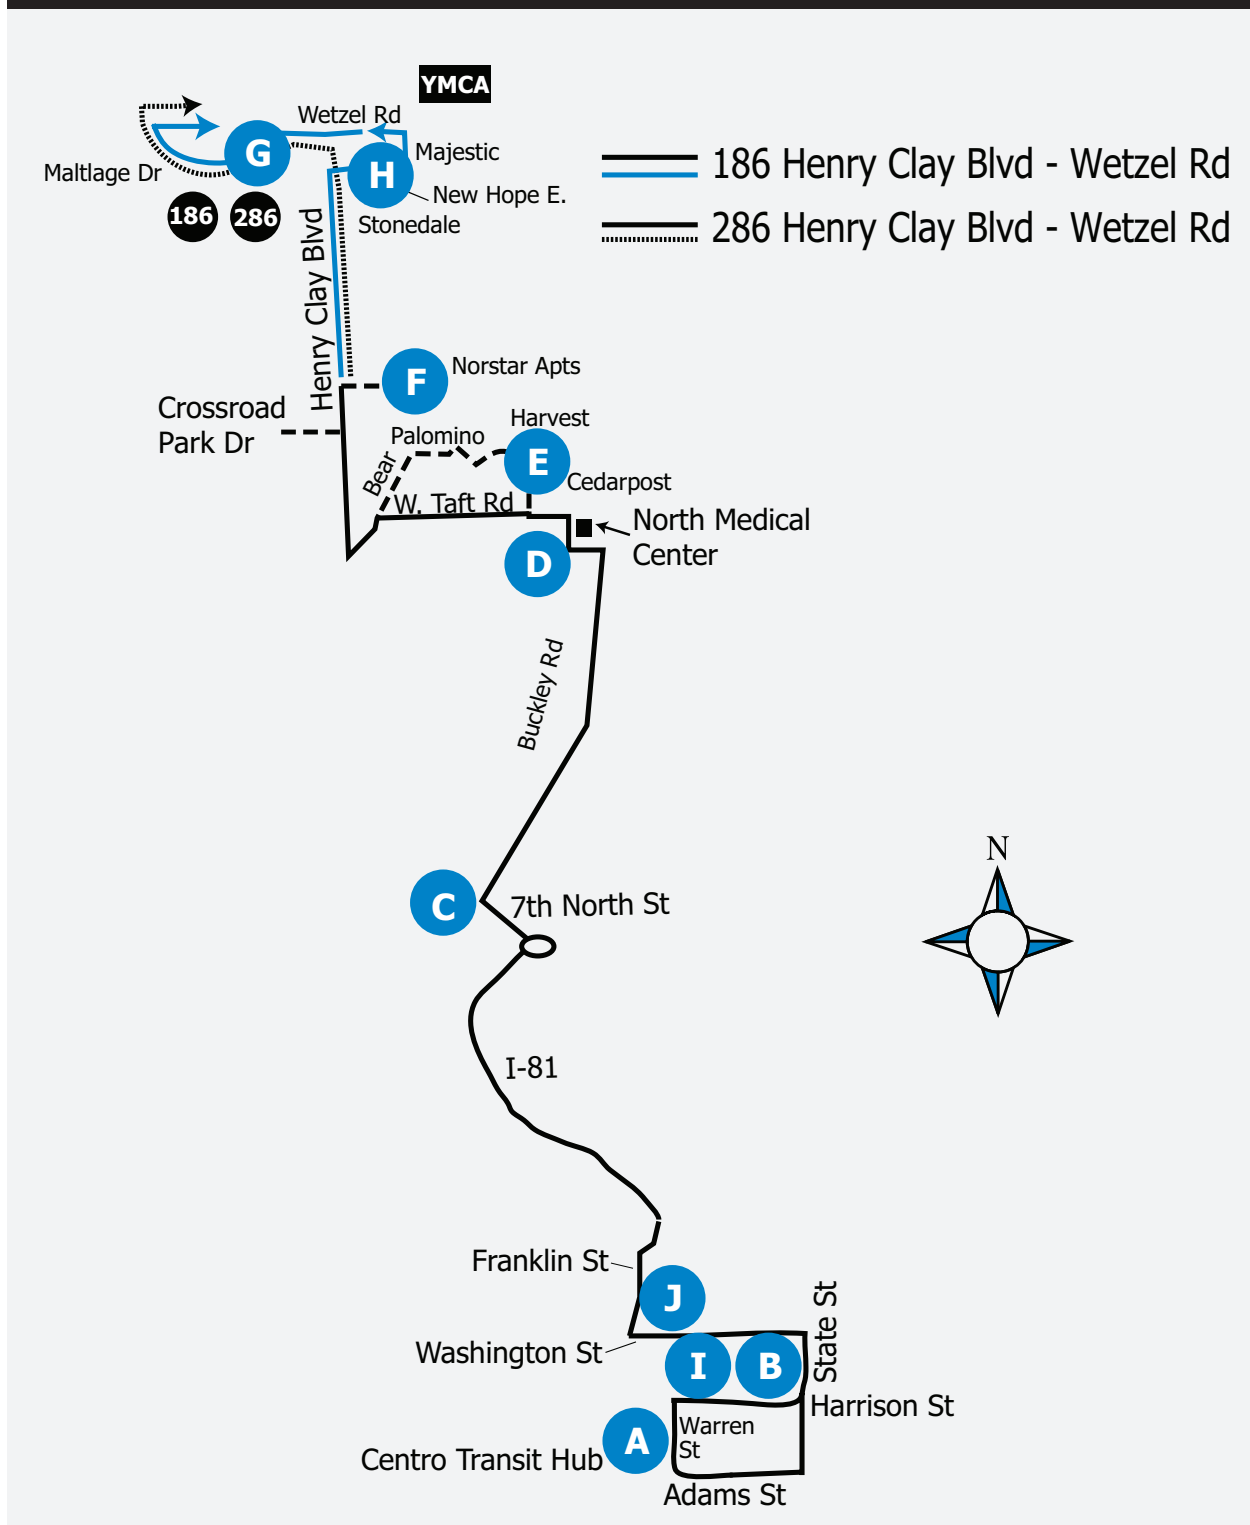 YMCA
Wetzel Rd
G
H
Majestic
Maltlage Dr
New Hope E.
186
286
Stonedale
186 Henry Clay Blvd - Wetzel Rd
286 Henry Clay Blvd - Wetzel Rd
Henry Clay Blvd
F
Norstar Apts
Crossroad
Park Dr
Harvest
Palomino
Bear
E
Cedarpost
W. Taft Rd
North Medical
Center
D
Buckley Rd
N
C
7th North St
I-81
Franklin St
J
State St
Washington St
I
B
Harrison St
Warren
St
A
Centro Transit Hub
Adams St